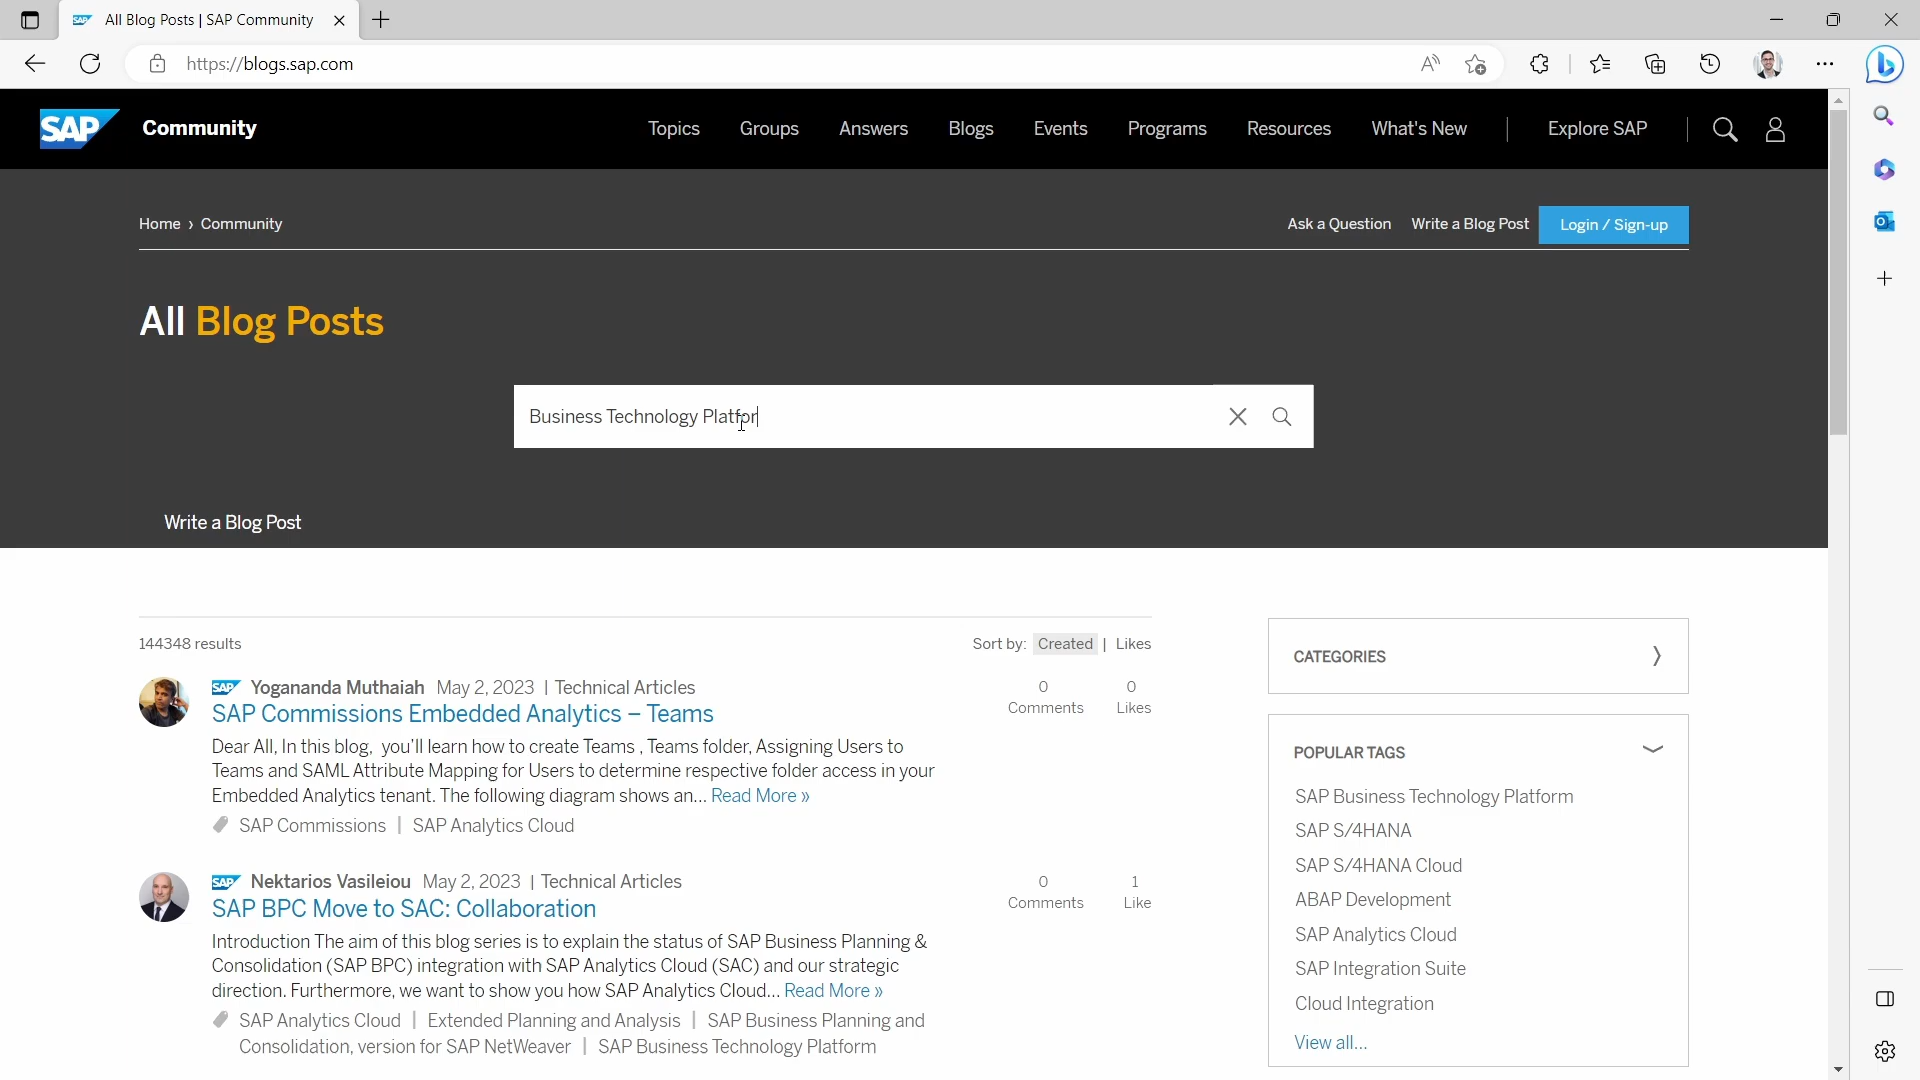 All Blog Posts | SAP Community
https://blogs.sap.com
SAP Community Topics Groups Answers Blogs Events Programs Resources What's New Explore SAP
Home › Community Ask a Question Write a Blog Post Login / Sign-up
All Blog Posts
Business Technology Platfor
Write a Blog Post
144348 results Sort by: Created | Likes
SAP Yogananda Muthaiah May 2, 2023 | Technical Articles
0 Comments 0 Likes
SAP Commissions Embedded Analytics – Teams
Dear All, In this blog, you'll learn how to create Teams , Teams folder, Assigning Users to
Teams and SAML Attribute Mapping for Users to determine respective folder access in your
Embedded Analytics tenant. The following diagram shows an... Read More »
SAP Commissions | SAP Analytics Cloud
SAP Nektarios Vasileiou May 2, 2023 | Technical Articles
0 Comments 1 Like
SAP BPC Move to SAC: Collaboration
Introduction The aim of this blog series is to explain the status of SAP Business Planning &
Consolidation (SAP BPC) integration with SAP Analytics Cloud (SAC) and our strategic
direction. Furthermore, we want to show you how SAP Analytics Cloud... Read More »
SAP Analytics Cloud | Extended Planning and Analysis | SAP Business Planning and
Consolidation, version for SAP NetWeaver | SAP Business Technology Platform
CATEGORIES
POPULAR TAGS
SAP Business Technology Platform
SAP S/4HANA
SAP S/4HANA Cloud
ABAP Development
SAP Analytics Cloud
SAP Integration Suite
Cloud Integration
View all...